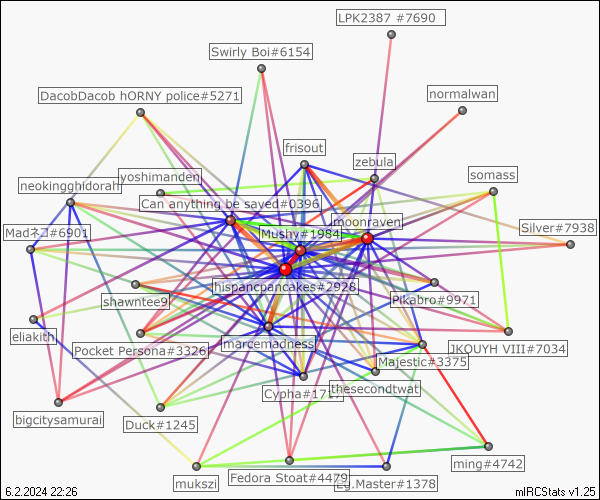 LPK2387 #7690
Swirly Boi#6154
DacobDacob hORNY police#5271
normalwan
frisout
zebula
yoshimanden
somass
neokingghidorah
Can anything be saved#0396
Mushy#1984
moonraven
Silver#7938
Madネコ#6901
hispancpancakes#2928
shawntee9
Pikabro#9971
eliakith
Pocket Persona#3326
marcemadness
JKOUYH VIII#7034
Majestic#3375
Cypha#1717
thesecondtwat
bigcitysamurai
Duck#1245
ming#4742
mukszi
Fedora Stoat#4479
Eg.Master#1378
6.2.2024 22:26
mIRCStats v1.25